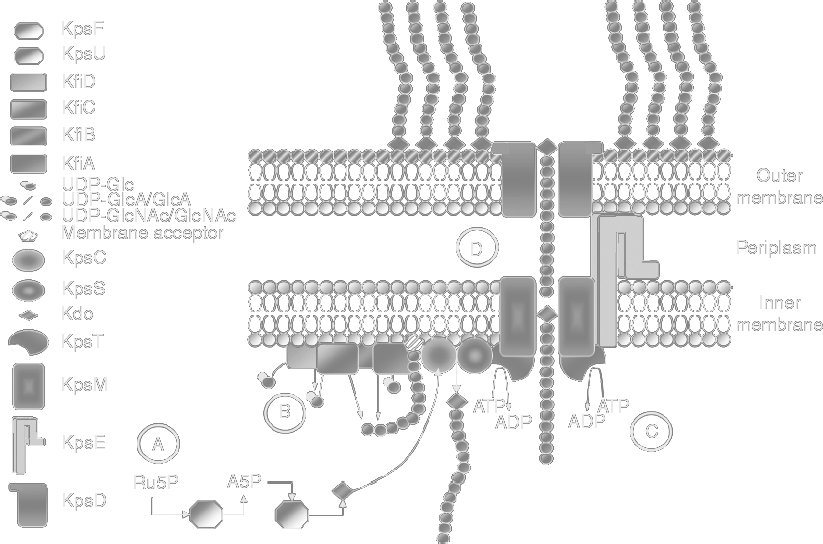 KpsF
KpsU
KfiD
KfiC
KfiB
KfiA
UDP-Glc
UDP-GlcA/GlcA
UDP-GlcNAc/GlcNAc
Membrane acceptor
KpsC
KpsS
Kdo
KpsT
KpsM
KpsE
KpsD
Outer
membrane
Periplasm
Inner
membrane
D
B
ATP
ADP
ATP
ADP
C
A
Ru5P
A5P